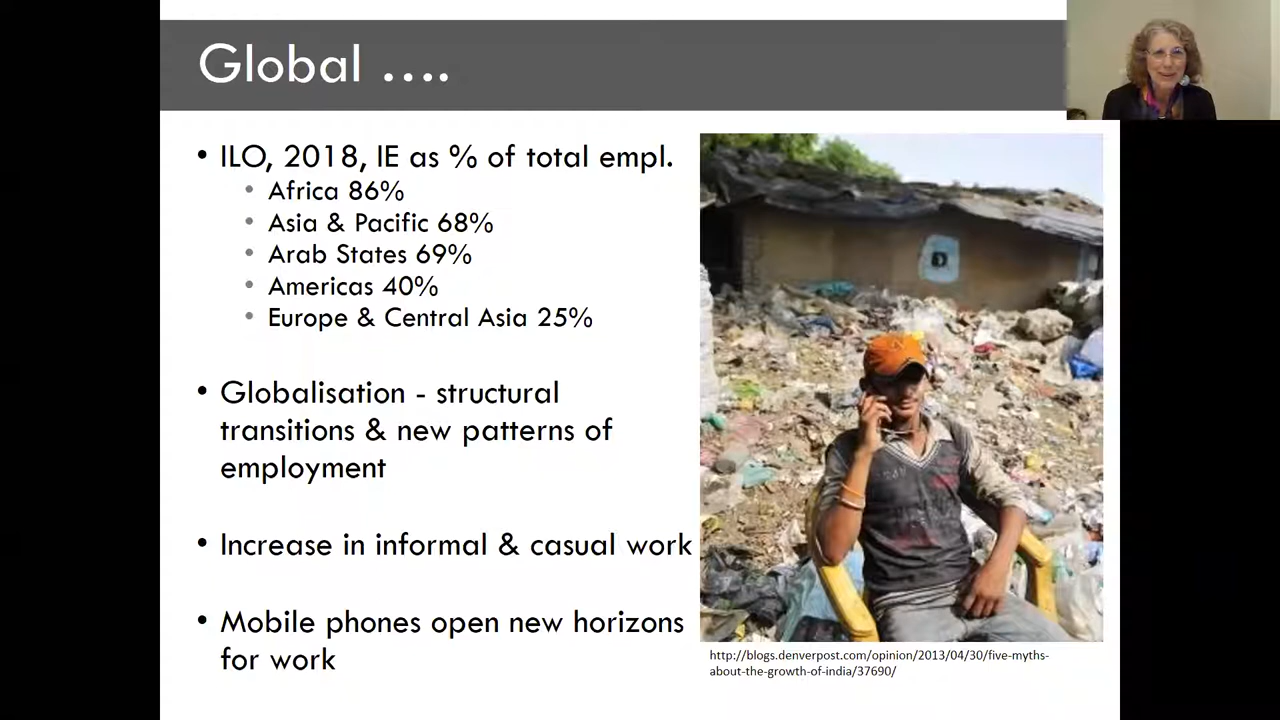 Global ....
• ILO, 2018, IE as % of total empl.
• Africa 86%
• Asia & Pacific 68%
• Arab States 69%
• Americas 40%
• Europe & Central Asia 25%
• Globalisation - structural
transitions & new patterns of
employment
• Increase in informal & casual work
• Mobile phones open new horizons
for work
D
http://blogs.denverpost.com/opinion/2013/04/30/five-myths-
about-the-growth-of-india/37690/